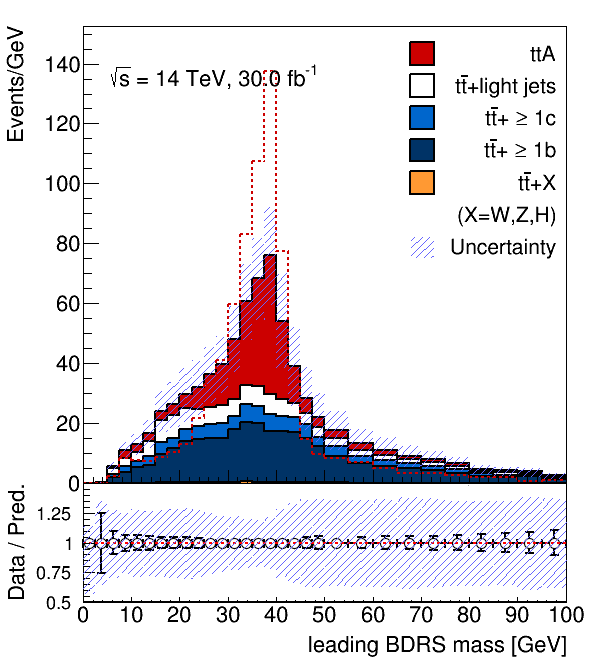 Events/GeV
140
120
100
80
60
40
20
0
√s = 14 TeV, 30.0 fb⁻¹
ttA
tt̄+light jets
tt̄+ ≥ 1c
tt̄+ ≥ 1b
tt̄+X
(X=W,Z,H)
Uncertainty
Data / Pred.
1.25
1
0.75
0.5
0 10 20 30 40 50 60 70 80 90 100
leading BDRS mass [GeV]